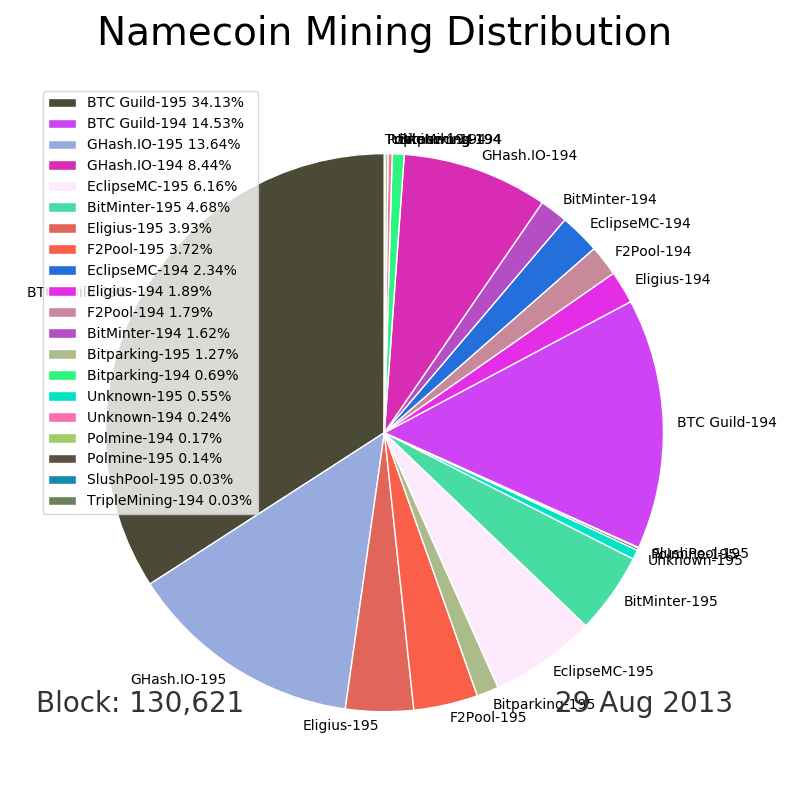 Namecoin Mining Distribution
BTC Guild-195 34.13%
BTC Guild-194 14.53%
GHash.IO-195 13.64%
GHash.IO-194 8.44%
EclipseMC-195 6.16%
BitMinter-195 4.68%
Eligius-195 3.93%
F2Pool-195 3.72%
EclipseMC-194 2.34%
Eligius-194 1.89%
F2Pool-194 1.79%
BitMinter-194 1.62%
Bitparking-195 1.27%
Bitparking-194 0.69%
Unknown-195 0.55%
Unknown-194 0.24%
Polmine-194 0.17%
Polmine-195 0.14%
SlushPool-195 0.03%
TripleMining-194 0.03%
GHash.IO-194
BitMinter-194
EclipseMC-194
F2Pool-194
Eligius-194
BTC Guild-194
SlushPool-195
Unknown-195
BitMinter-195
EclipseMC-195
Bitparking-195
F2Pool-195
Eligius-195
GHash.IO-195
Block: 130,621
29 Aug 2013